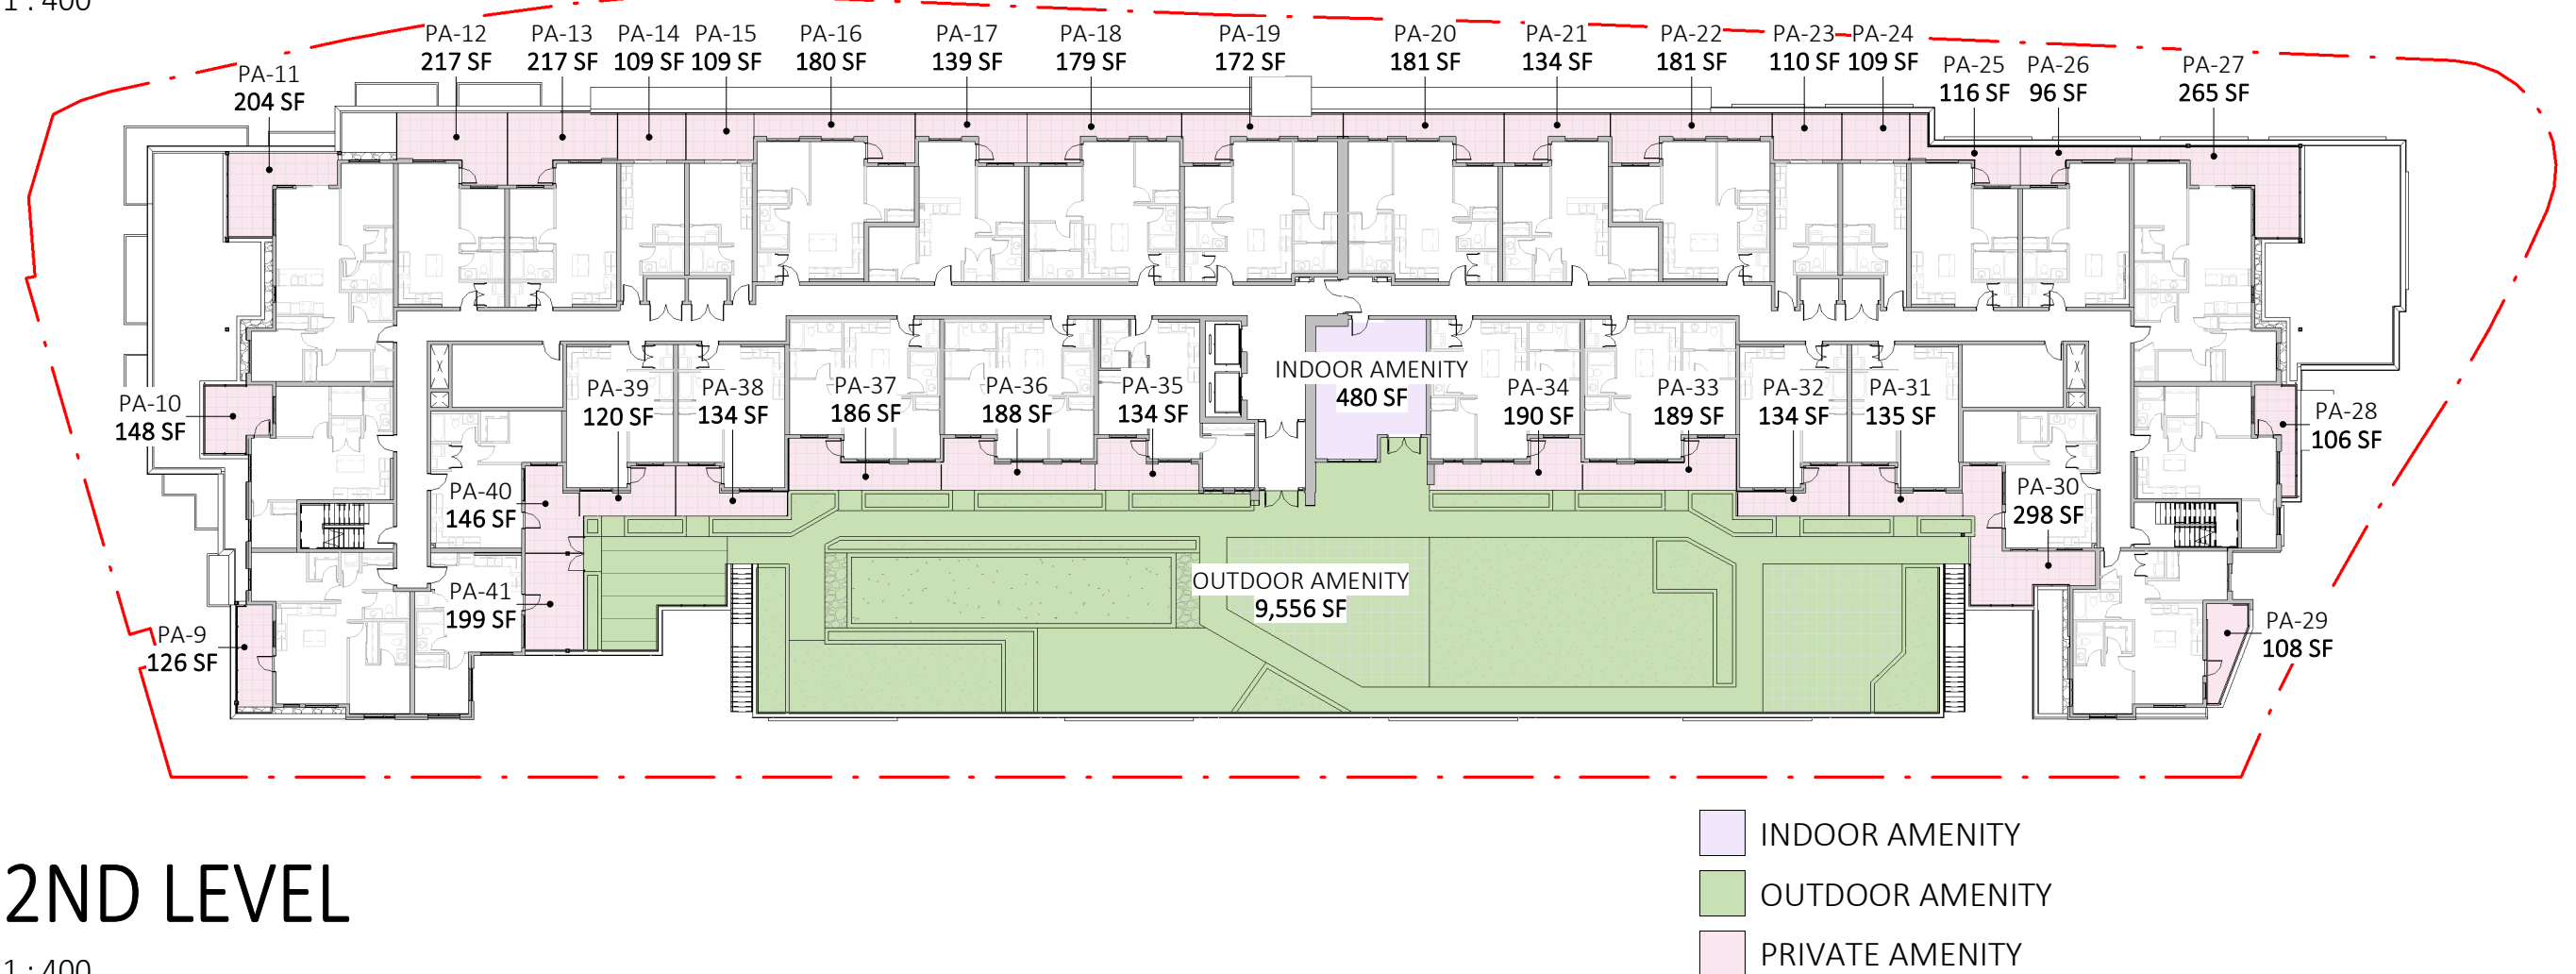 1 : 400
PA-12
217 SF
PA-13
217 SF
PA-14
109 SF
PA-15
109 SF
PA-16
180 SF
PA-17
139 SF
PA-18
179 SF
PA-19
172 SF
PA-20
181 SF
PA-21
134 SF
PA-22
181 SF
PA-23
110 SF
PA-24
109 SF
PA-11
204 SF
PA-25
116 SF
PA-26
96 SF
PA-27
265 SF
INDOOR AMENITY
480 SF
PA-10
148 SF
PA-39
120 SF
PA-38
134 SF
PA-37
186 SF
PA-36
188 SF
PA-35
134 SF
PA-34
190 SF
PA-33
189 SF
PA-32
134 SF
PA-31
135 SF
PA-28
106 SF
PA-40
146 SF
PA-30
298 SF
PA-41
199 SF
OUTDOOR AMENITY
9,556 SF
PA-9
126 SF
PA-29
108 SF
INDOOR AMENITY
OUTDOOR AMENITY
PRIVATE AMENITY
2ND LEVEL
1 : 400